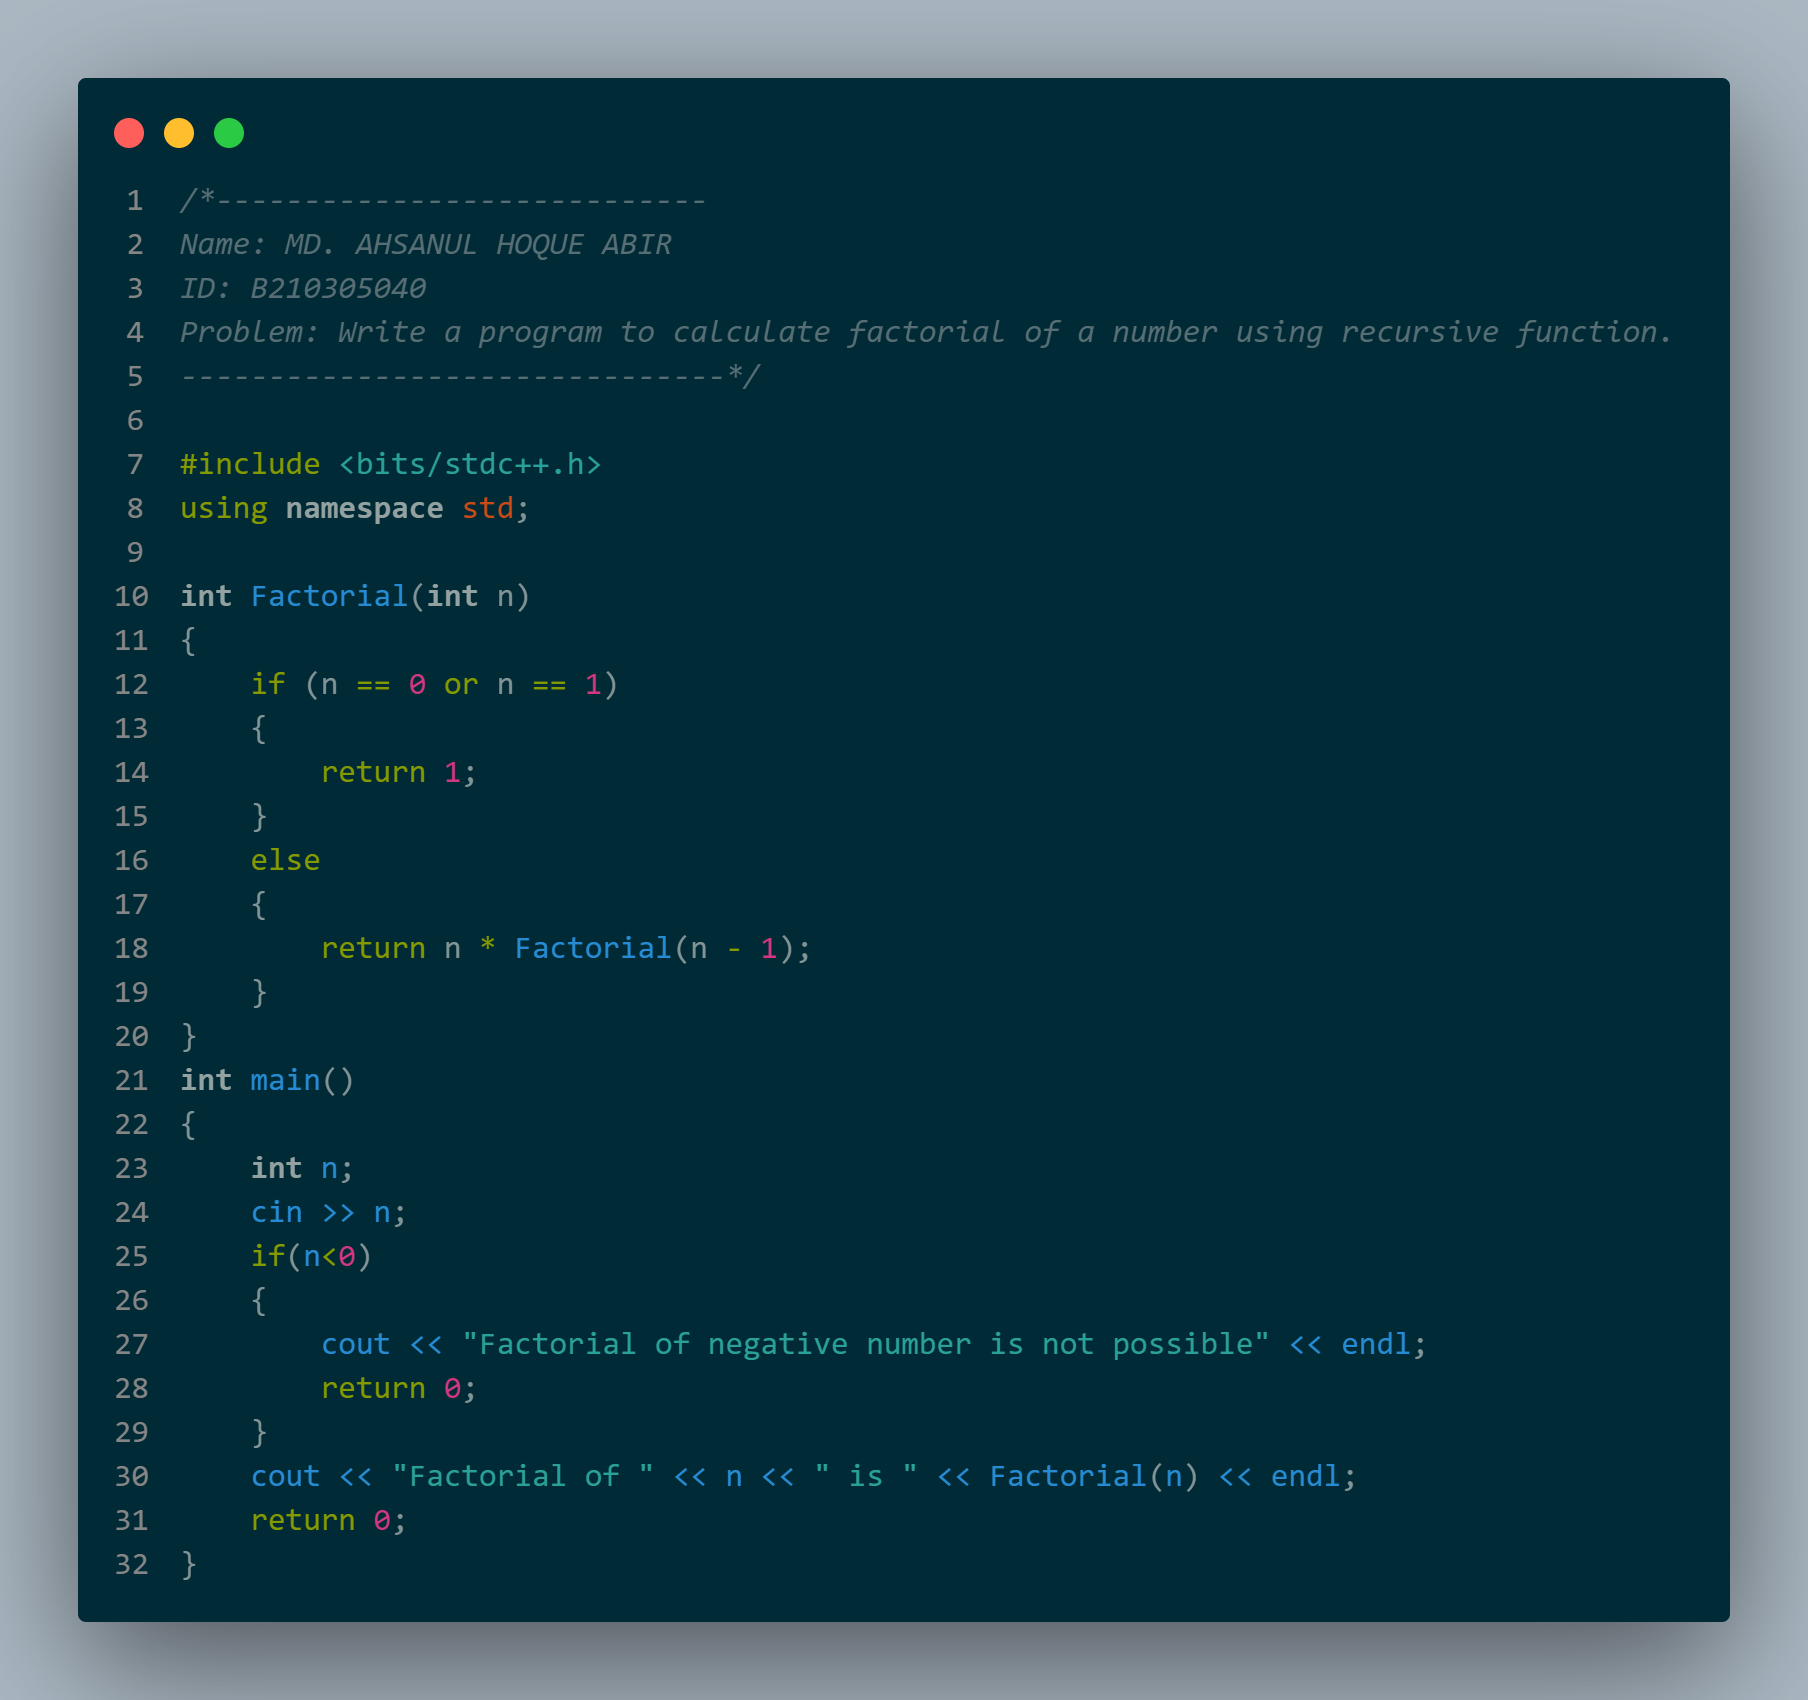 1 /*----------------------------
2 Name: MD. AHSANUL HOQUE ABIR
3 ID: B210305040
4 Problem: Write a program to calculate factorial of a number using recursive function.
5 -------------------------------*/
6
7 #include <bits/stdc++.h>
8 using namespace std;
9
10 int Factorial(int n)
11 {
12     if (n == 0 or n == 1)
13     {
14         return 1;
15     }
16     else
17     {
18         return n * Factorial(n - 1);
19     }
20 }
21 int main()
22 {
23     int n;
24     cin >> n;
25     if(n<0)
26     {
27         cout << "Factorial of negative number is not possible" << endl;
28         return 0;
29     }
30     cout << "Factorial of " << n << " is " << Factorial(n) << endl;
31     return 0;
32 }